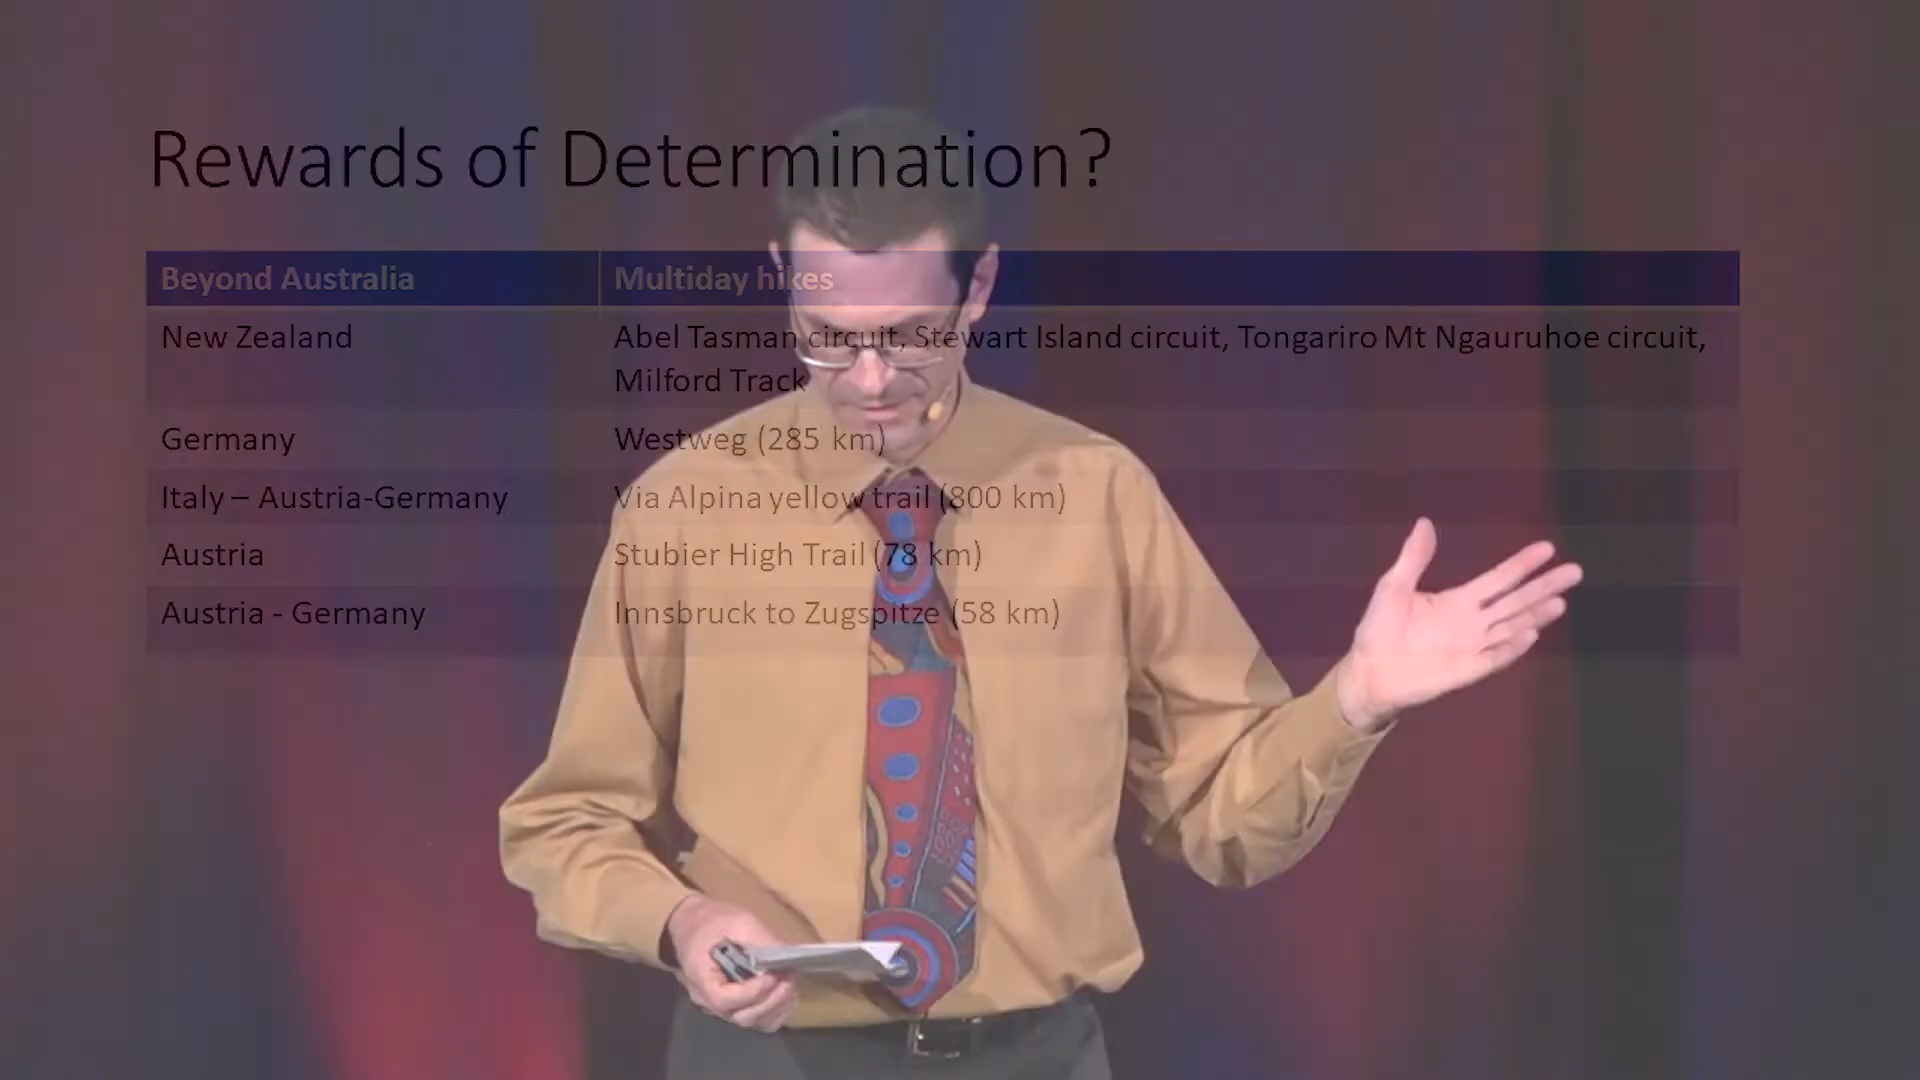 Rewards of Determination?
Beyond Australia Multiday hikes
New Zealand Abel Tasman circuit, Stewart Island circuit, Tongariro Mt Ngauruhoe circuit,
Milford Track
Germany Westweg (285 km)
Italy – Austria-Germany Via Alpina yellow trail (800 km)
Austria Stubier High Trail (78 km)
Austria - Germany Innsbruck to Zugspitze (58 km)